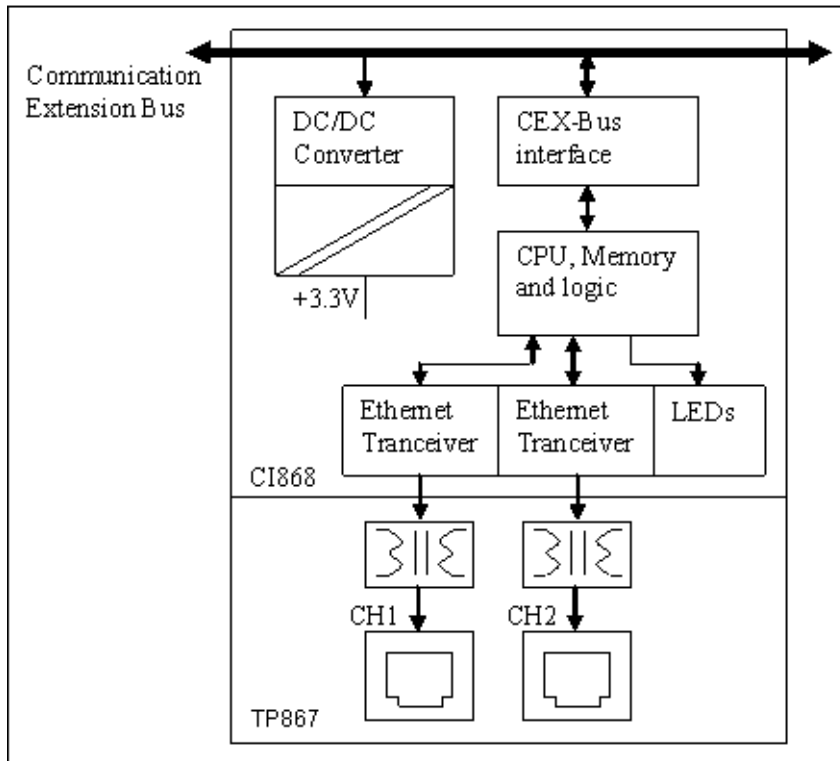 Communication
Extension Bus
DC/DC
Converter
CEX-Bus
interface
+3.3V
CPU, Memory
and logic
Ethernet
Tranceiver
Ethernet
Tranceiver
LEDs
CI868
CH1
CH2
TP867